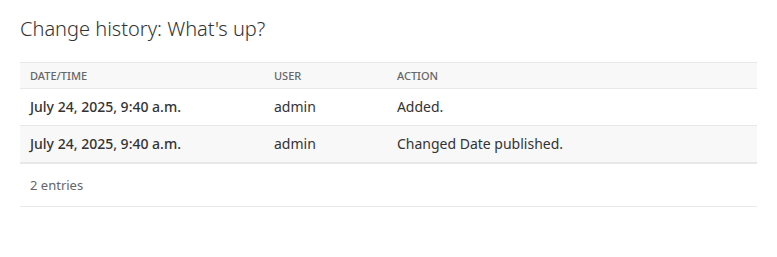 Change history: What's up?
DATE/TIME USER ACTION
July 24, 2025, 9:40 a.m. admin Added.
July 24, 2025, 9:40 a.m. admin Changed Date published.
2 entries